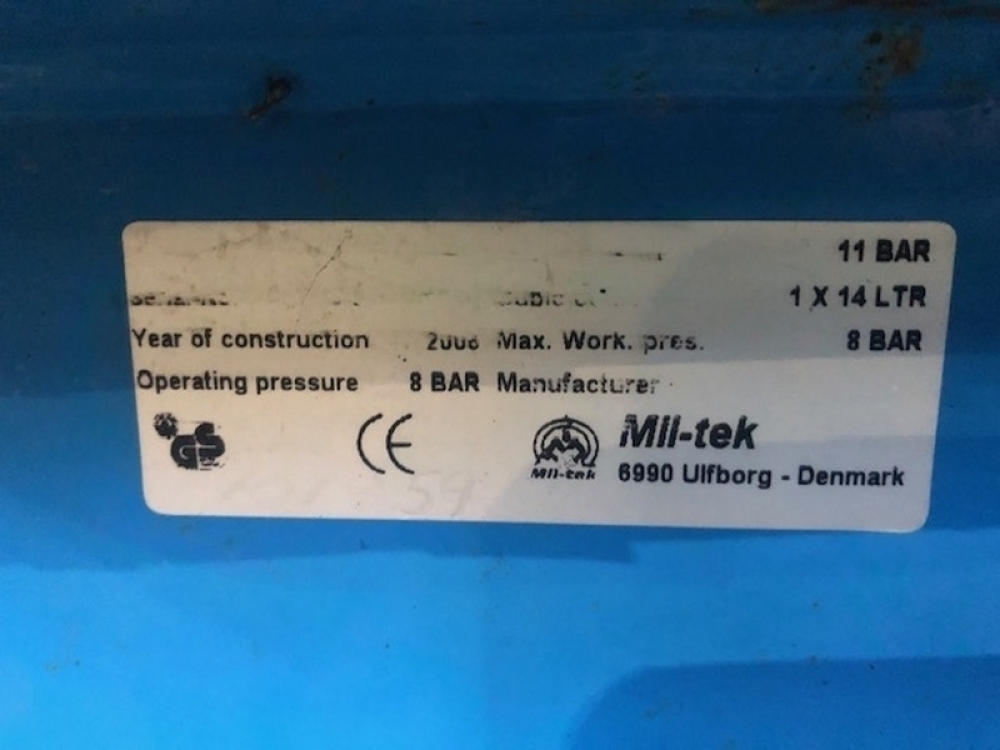 11 BAR
1 X 14 LTR
Year of construction Max. Work. pres. 8 BAR
Operating pressure 8 BAR Manufacturer
GS CE Mil-tek Mil-tek
6990 Ulfborg - Denmark